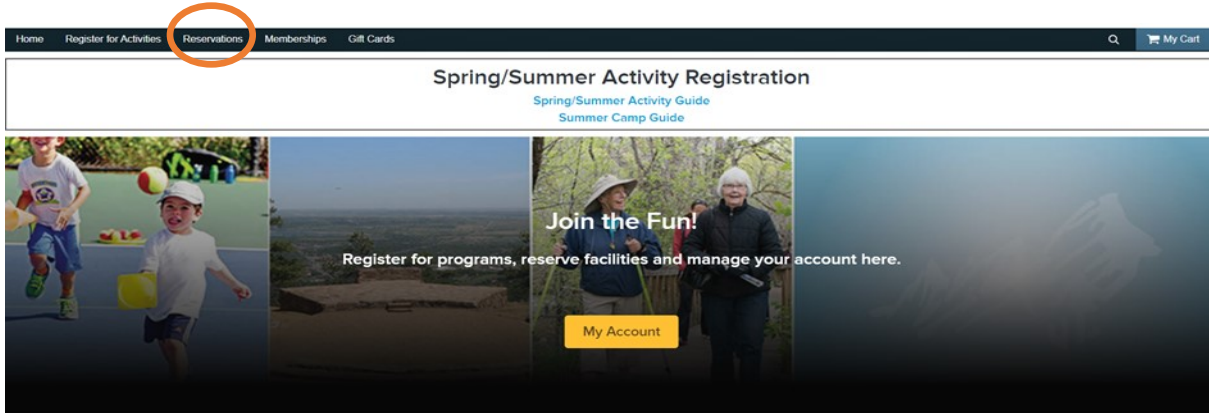 Home Register for Activities Reservations Memberships Gift Cards My Cart
Spring/Summer Activity Registration
Spring/Summer Activity Guide
Summer Camp Guide
Join the Fun!
Register for programs, reserve facilities and manage your account here.
My Account